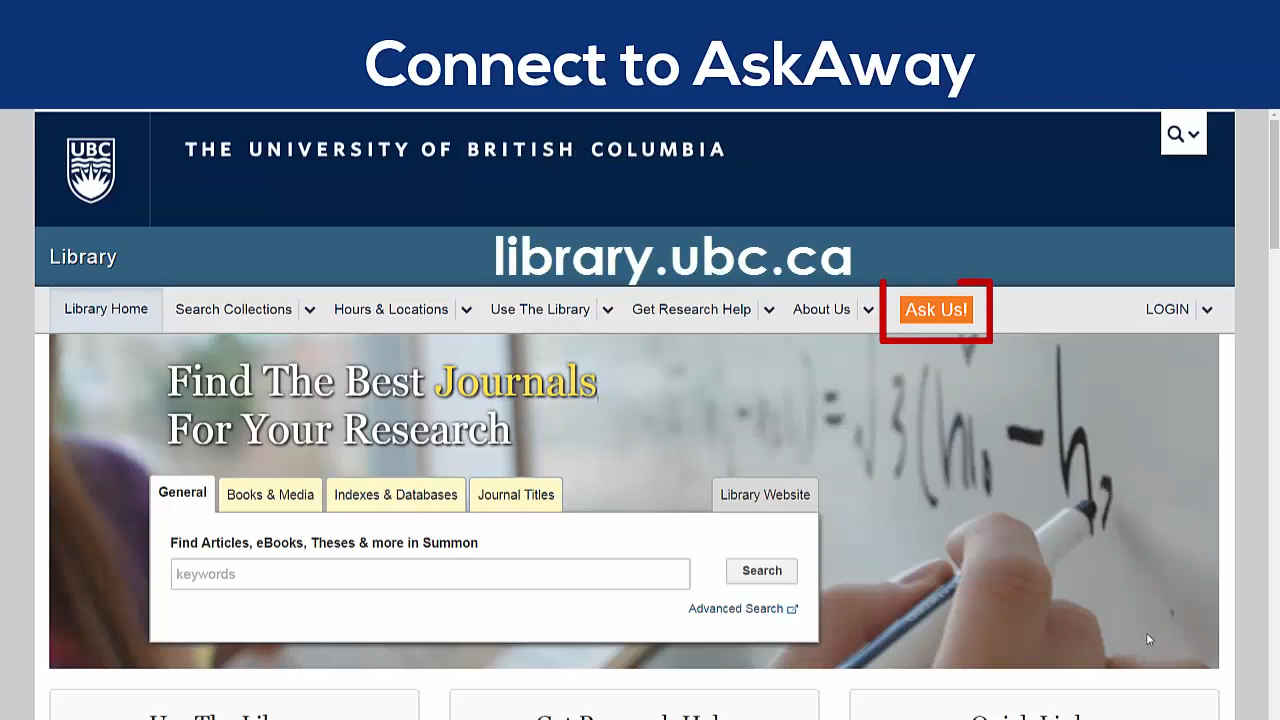 Connect to AskAway
UBC
THE UNIVERSITY OF BRITISH COLUMBIA
Library
library.ubc.ca
Library Home
Search Collections
Hours & Locations
Use The Library
Get Research Help
About Us
Ask Us!
LOGIN
Find The Best Journals
For Your Research
General
Books & Media
Indexes & Databases
Journal Titles
Library Website
Find Articles, eBooks, Theses & more in Summon
keywords
Search
Advanced Search